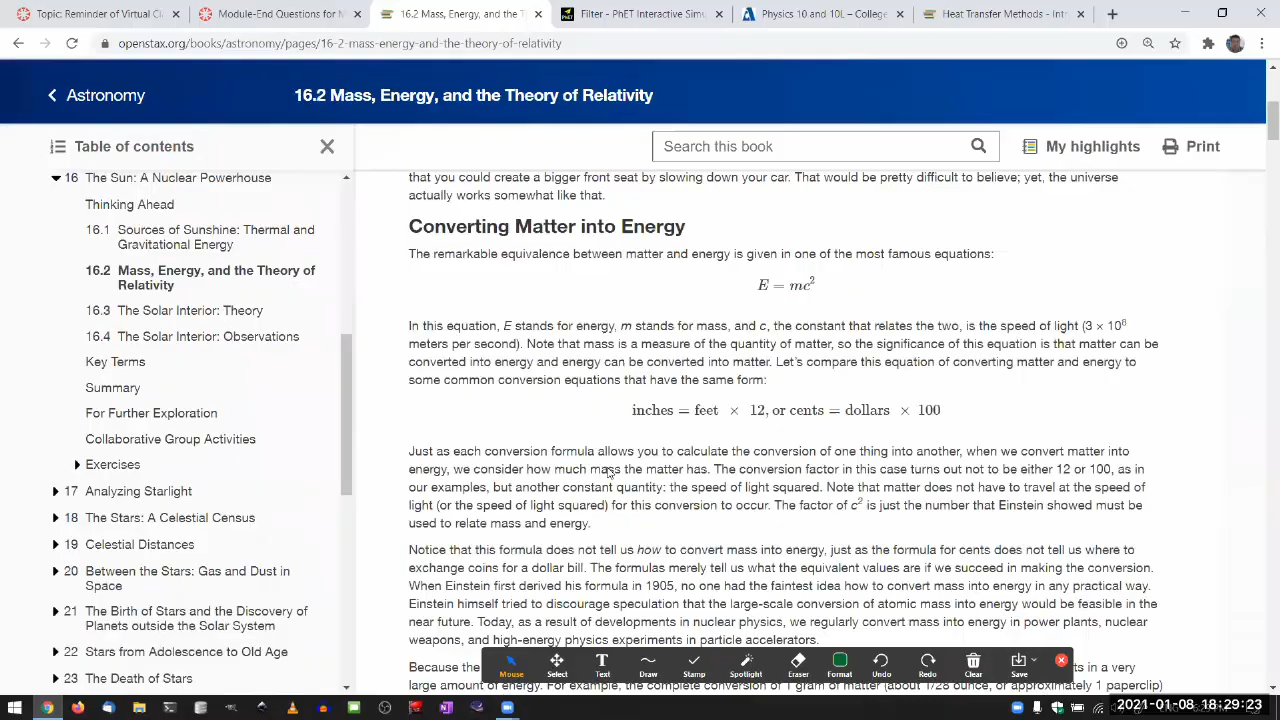 Topic: Reminder of Virtual Cl
Module-End Question for M
16.2 Mass, Energy, and the T
Filter - PhET Interactive Simu
Physics 10 and 10L – College
Heat Transfer Methods – Intr
openstax.org/books/astronomy/pages/16-2-mass-energy-and-the-theory-of-relativity
Astronomy
16.2 Mass, Energy, and the Theory of Relativity
Table of contents
Search this book
My highlights
Print
16 The Sun: A Nuclear Powerhouse
Thinking Ahead
16.1 Sources of Sunshine: Thermal and
Gravitational Energy
16.2 Mass, Energy, and the Theory of
Relativity
16.3 The Solar Interior: Theory
16.4 The Solar Interior: Observations
Key Terms
Summary
For Further Exploration
Collaborative Group Activities
Exercises
17 Analyzing Starlight
18 The Stars: A Celestial Census
19 Celestial Distances
20 Between the Stars: Gas and Dust in
Space
21 The Birth of Stars and the Discovery of
Planets outside the Solar System
22 Stars from Adolescence to Old Age
23 The Death of Stars
that you could create a bigger front seat by slowing down your car. That would be pretty difficult to believe; yet, the universe
actually works somewhat like that.
Converting Matter into Energy
The remarkable equivalence between matter and energy is given in one of the most famous equations:
E = mc²
In this equation, E stands for energy, m stands for mass, and c, the constant that relates the two, is the speed of light (3 × 10⁸
meters per second). Note that mass is a measure of the quantity of matter, so the significance of this equation is that matter can be
converted into energy and energy can be converted into matter. Let's compare this equation of converting matter and energy to
some common conversion equations that have the same form:
inches = feet × 12, or cents = dollars × 100
Just as each conversion formula allows you to calculate the conversion of one thing into another, when we convert matter into
energy, we consider how much mass the matter has. The conversion factor in this case turns out not to be either 12 or 100, as in
our examples, but another constant quantity: the speed of light squared. Note that matter does not have to travel at the speed of
light (or the speed of light squared) for this conversion to occur. The factor of c² is just the number that Einstein showed must be
used to relate mass and energy.
Notice that this formula does not tell us how to convert mass into energy, just as the formula for cents does not tell us where to
exchange coins for a dollar bill. The formulas merely tell us what the equivalent values are if we succeed in making the conversion.
When Einstein first derived his formula in 1905, no one had the faintest idea how to convert mass into energy in any practical way.
Einstein himself tried to discourage speculation that the large-scale conversion of atomic mass into energy would be feasible in the
near future. Today, as a result of developments in nuclear physics, we regularly convert mass into energy in power plants, nuclear
weapons, and high-energy physics experiments in particle accelerators.
Because the ts in a very
large amount of energy. For example, the complete conversion of 1 gram of matter (about 1/28 ounce, or approximately 1 paperclip)
Mouse
Select
Text
Draw
Stamp
Spotlight
Eraser
Format
Undo
Redo
Clear
Save
2021-01-08 18:29:23